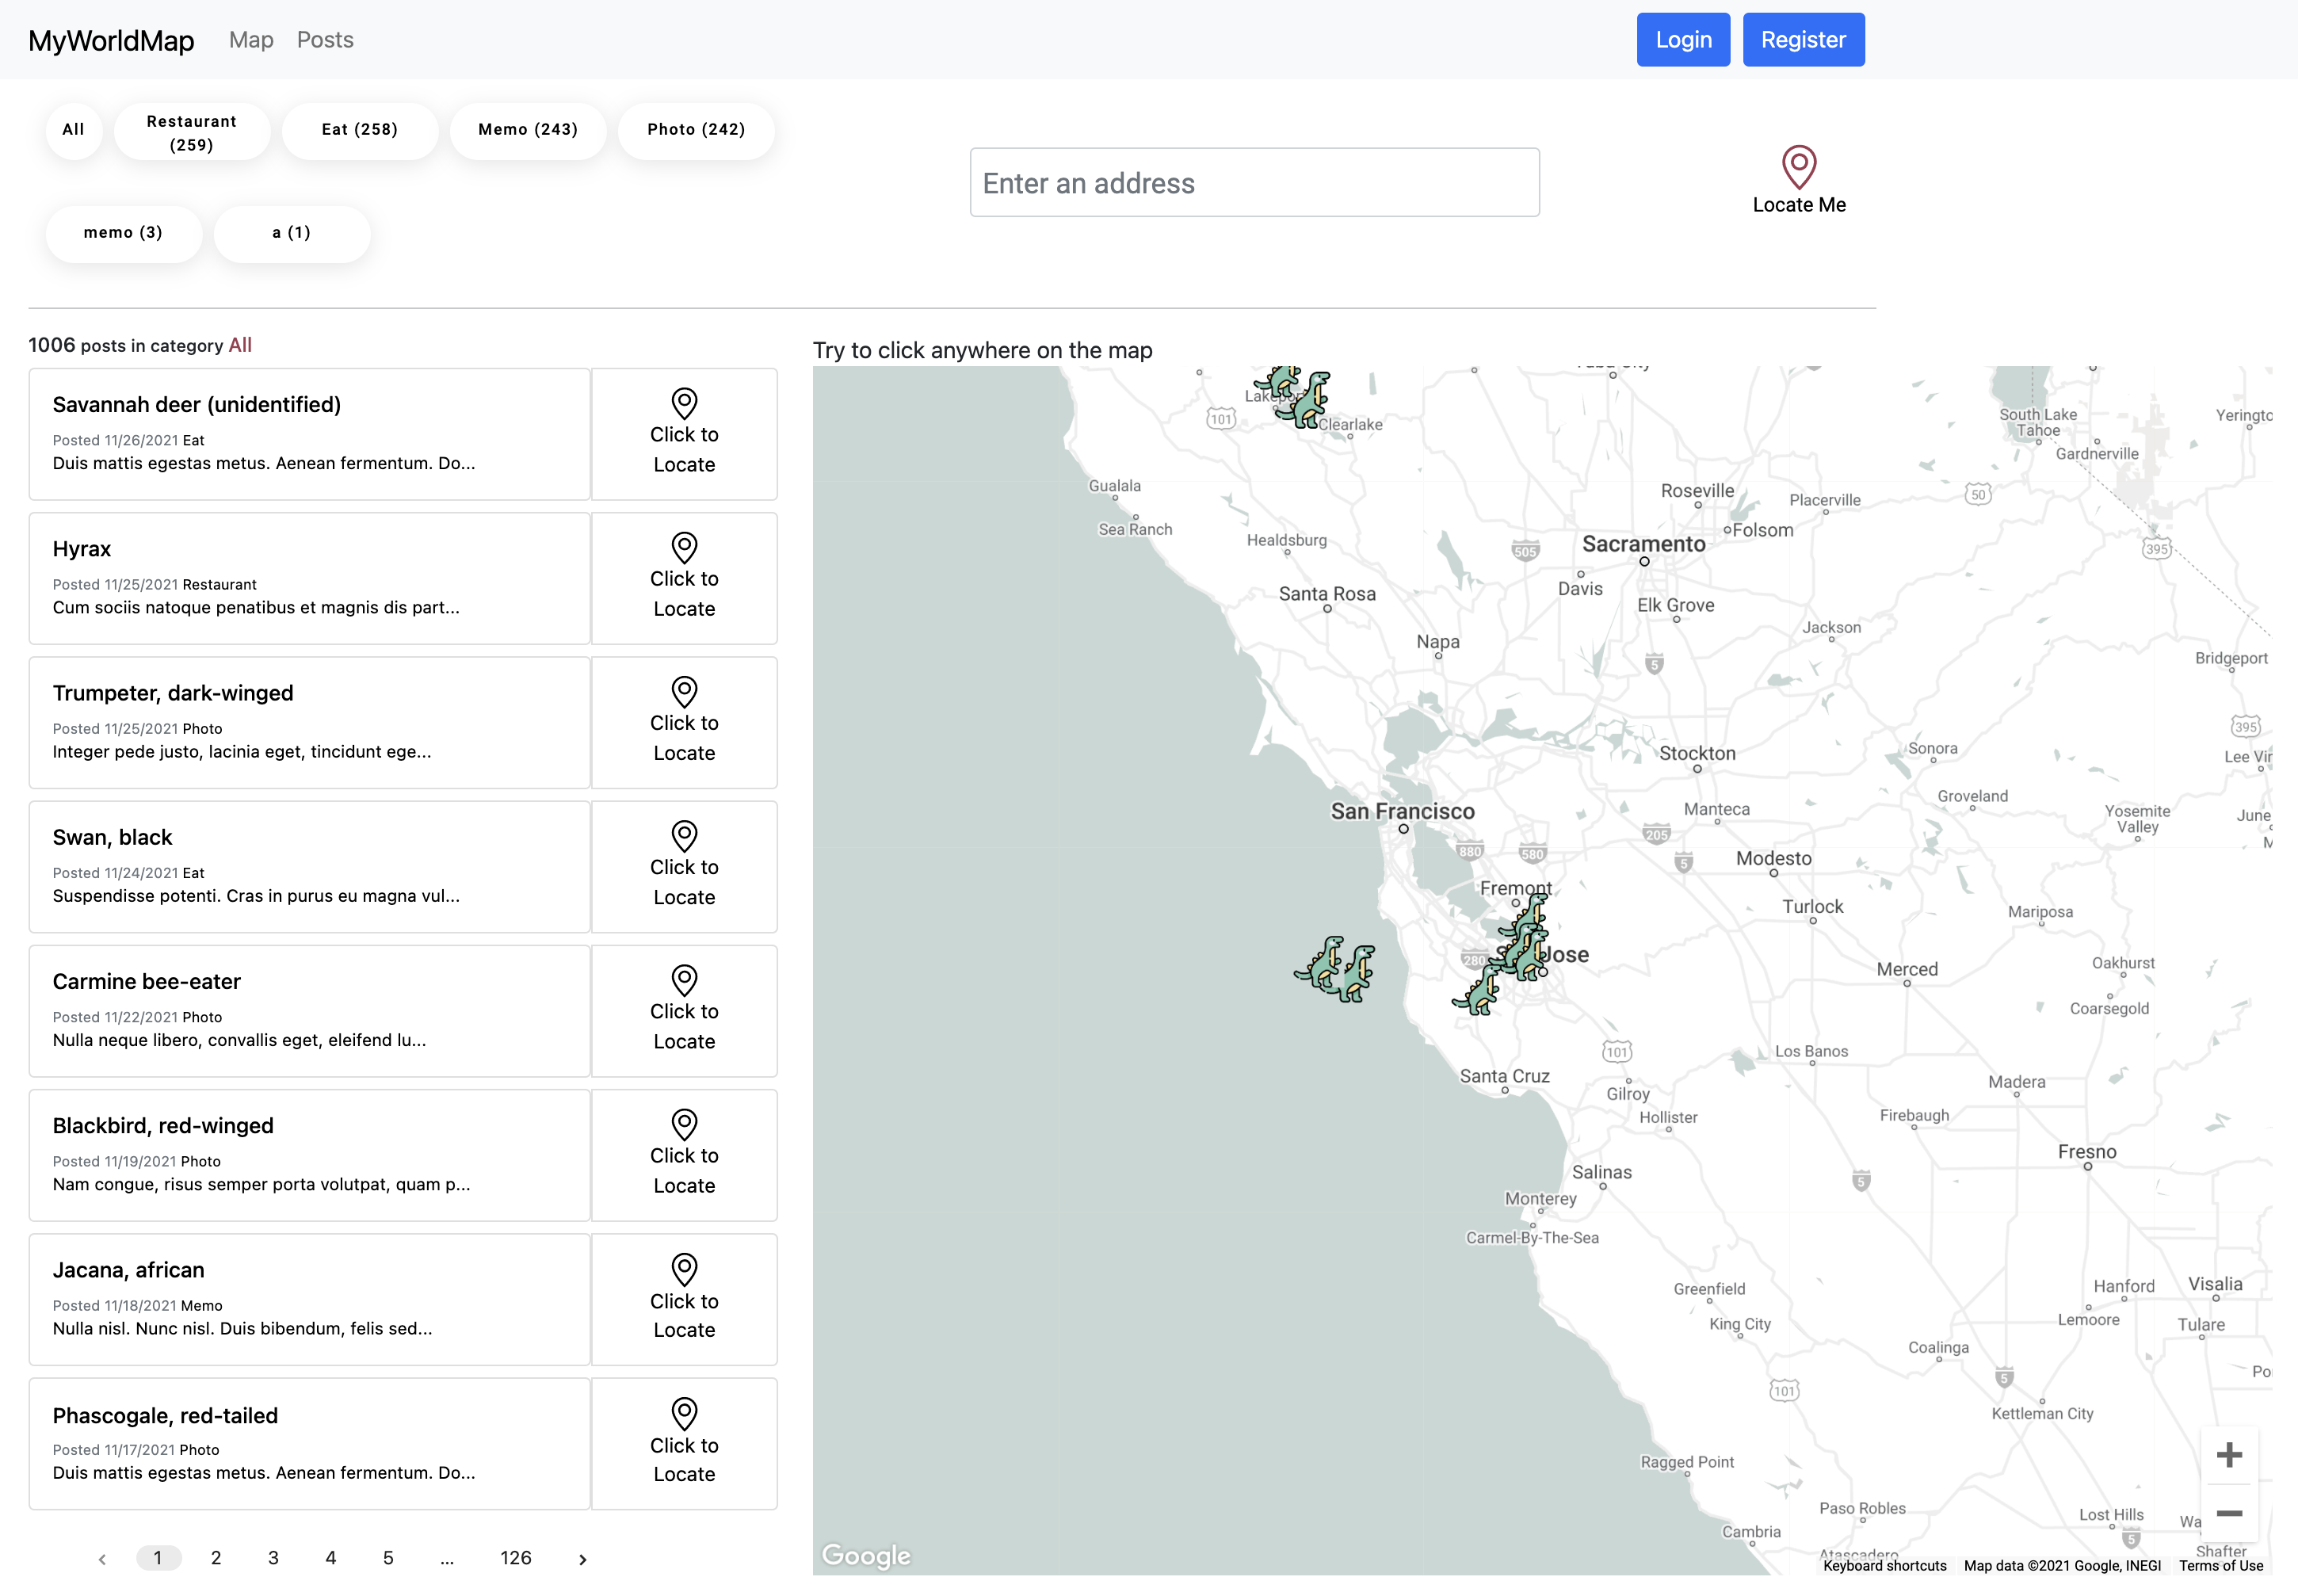 MyWorldMap Map Posts Login Register
All
Restaurant
(259)
Eat (258)
Memo (243)
Photo (242)
memo (3)
a (1)
Enter an address
Locate Me
1006 posts in category All
Savannah deer (unidentified)
Posted 11/26/2021 Eat
Duis mattis egestas metus. Aenean fermentum. Do...
Click to
Locate
Hyrax
Posted 11/25/2021 Restaurant
Cum sociis natoque penatibus et magnis dis part...
Click to
Locate
Trumpeter, dark-winged
Posted 11/25/2021 Photo
Integer pede justo, lacinia eget, tincidunt ege...
Click to
Locate
Swan, black
Posted 11/24/2021 Eat
Suspendisse potenti. Cras in purus eu magna vul...
Click to
Locate
Carmine bee-eater
Posted 11/22/2021 Photo
Nulla neque libero, convallis eget, eleifend lu...
Click to
Locate
Blackbird, red-winged
Posted 11/19/2021 Photo
Nam congue, risus semper porta volutpat, quam p...
Click to
Locate
Jacana, african
Posted 11/18/2021 Memo
Nulla nisl. Nunc nisl. Duis bibendum, felis sed...
Click to
Locate
Phascogale, red-tailed
Posted 11/17/2021 Photo
Duis mattis egestas metus. Aenean fermentum. Do...
Click to
Locate
‹ 1 2 3 4 5 ... 126 ›
Try to click anywhere on the map
101
Clearlake
South Lake
Tahoe
Gardnerville
Gualala
Sea Ranch
Healdsburg
Roseville
Placerville
50
Folsom
505
Sacramento
395
Davis
Elk Grove
Santa Rosa
Napa
Jackson
5
Bridgeport
395
Stockton
Sonora
Lee
Groveland
San Francisco
Manteca
Yosemite
Valley
June
205
880
580
5
Modesto
Fremont
Turlock
Mariposa
280
Jose
Merced
Oakhurst
Coarsegold
101
Los Banos
Santa Cruz
Gilroy
Madera
Hollister
Firebaugh
Fresno
Salinas
5
Monterey
Carmel-By-The-Sea
Greenfield
Hanford
Visalia
King City
Lemoore
Tulare
Coalinga
5
101
Kettleman City
Ragged Point
Paso Robles
Lost Hills
Cambria
5
Shafter
Atascadero
Google
Keyboard shortcuts
Map data ©2021 Google, INEGI
Terms of Use